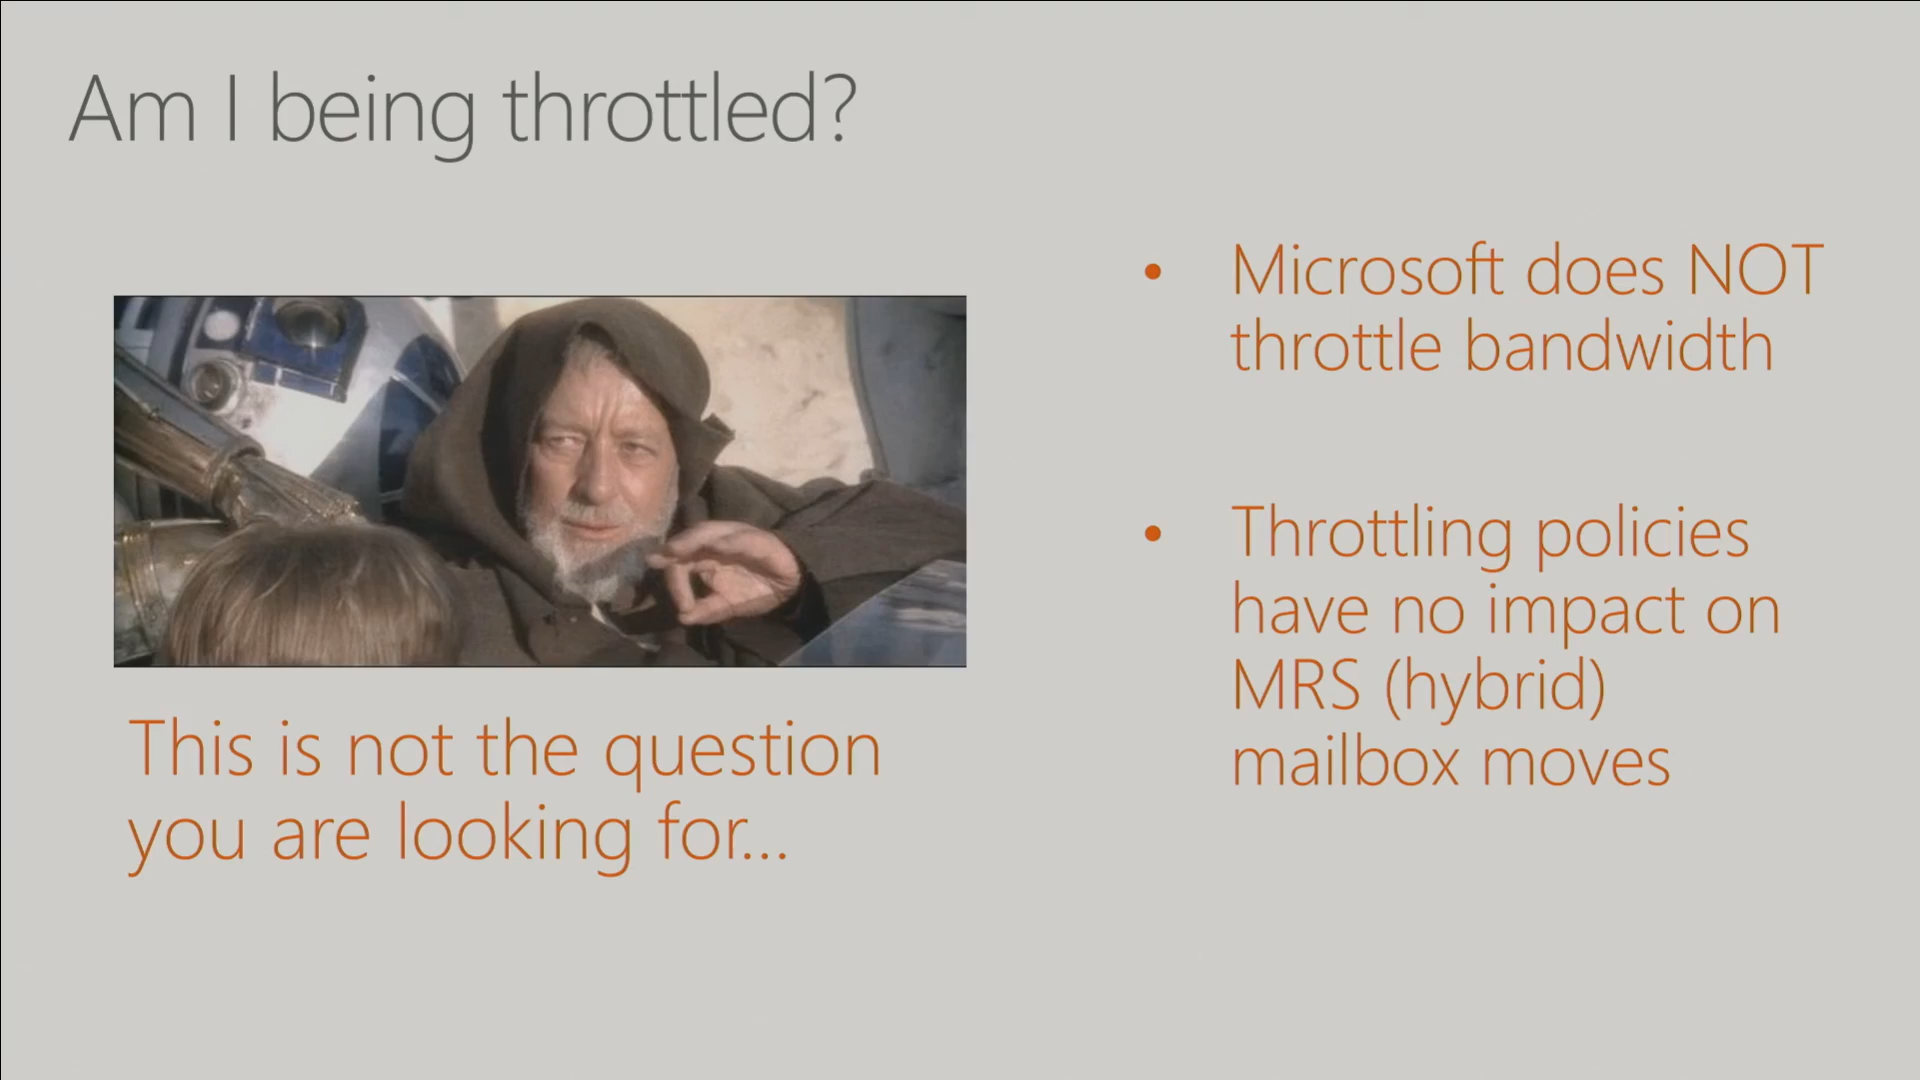 Am I being throttled?
This is not the question
you are looking for...
• Microsoft does NOT
throttle bandwidth
• Throttling policies
have no impact on
MRS (hybrid)
mailbox moves